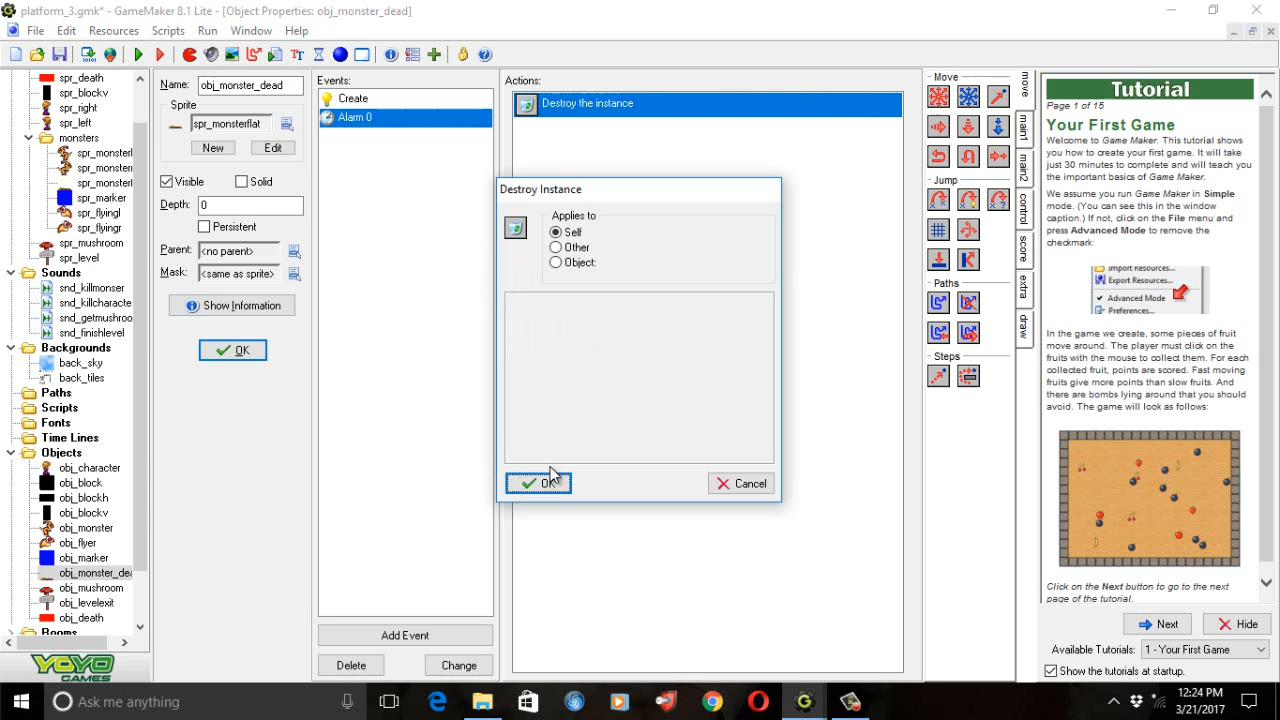 platform_3.gmk* - GameMaker 8.1 Lite - [Object Properties: obj_monster_dead]
File Edit Resources Scripts Run Window Help
spr_death
spr_blockv
spr_right
spr_left
monsters
spr_monsterl
spr_monster
spr_monsterl
spr_marker
spr_flyingl
spr_flyingr
spr_mushroom
spr_level
Sounds
snd_killmonser
snd_killcharacte
snd_getmushroo
snd_finishlevel
Backgrounds
back_sky
back_tiles
Paths
Scripts
Fonts
Time Lines
Objects
obj_character
obj_block
obj_blockh
obj_blockv
obj_monster
obj_flyer
obj_marker
obj_monster_dea
obj_mushroom
obj_levelexit
obj_death
Rooms
YOYO
GAMES
Name: obj_monster_dead
Sprite
spr_monsterflat
New Edit
Visible Solid
Depth: 0
Persistent
Parent: <no parent>
Mask: <same as sprite>
Show Information
OK
Events:
Create
Alarm 0
Add Event
Delete Change
Actions:
Destroy the instance
Destroy Instance
Applies to
Self
Other
Object:
OK Cancel
Move
Jump
Paths
Steps
move
main1
main2
control
score
extra
draw
Tutorial
Page 1 of 15
Your First Game
Welcome to Game Maker. This tutorial
shows you how to create your first game. It will take
just 30 minutes to complete and will teach you
the important basics of Game Maker.
We assume you run Game Maker in Simple
mode. (You can see this in the window
caption.) If not, click on the File menu and
press Advanced Mode to remove the
checkmark:
Import Resources...
Export Resources...
Advanced Mode
Preferences...
In the game we create, some pieces of fruit
move around. The player must click on the
fruits with the mouse to collect them. For each
collected fruit, points are scored. Fast moving
fruits give more points than slow fruits. And
there are bombs lying around that you should
avoid. The game will look as follows:
Click on the Next button to go to the next
page of the tutorial.
Next Hide
Available Tutorials: 1 - Your First Game
Show the tutorials at startup.
Ask me anything
12:24 PM
3/21/2017